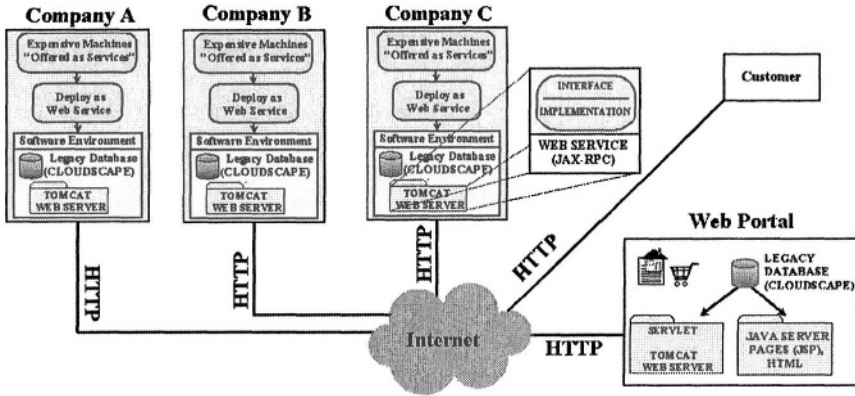 Company A
Expensive Machines
"Offered as Services"
Deploy as
Web Service
Software Environment
Legacy Database
(CLOUDSCAPE)
TOMCAT
WEB SERVER
Company B
Expensive Machines
"Offered as Services"
Deploy as
Web Service
Software Environment
Legacy Database
(CLOUDSCAPE)
TOMCAT
WEB SERVER
Company C
Expensive Machines
"Offered as Services"
Deploy as
Web Service
Software Environment
Legacy Database
(CLOUDSCAPE)
TOMCAT
WEB SERVER
INTERFACE
IMPLEMENTATION
WEB SERVICE
(JAX-RPC)
Customer
HTTP
HTTP
HTTP
HTTP
Internet
HTTP
Web Portal
LEGACY
DATABASE
(CLOUDSCAPE)
SERVLET
TOMCAT
WEB SERVER
JAVA SERVER
PAGES (JSP),
HTML